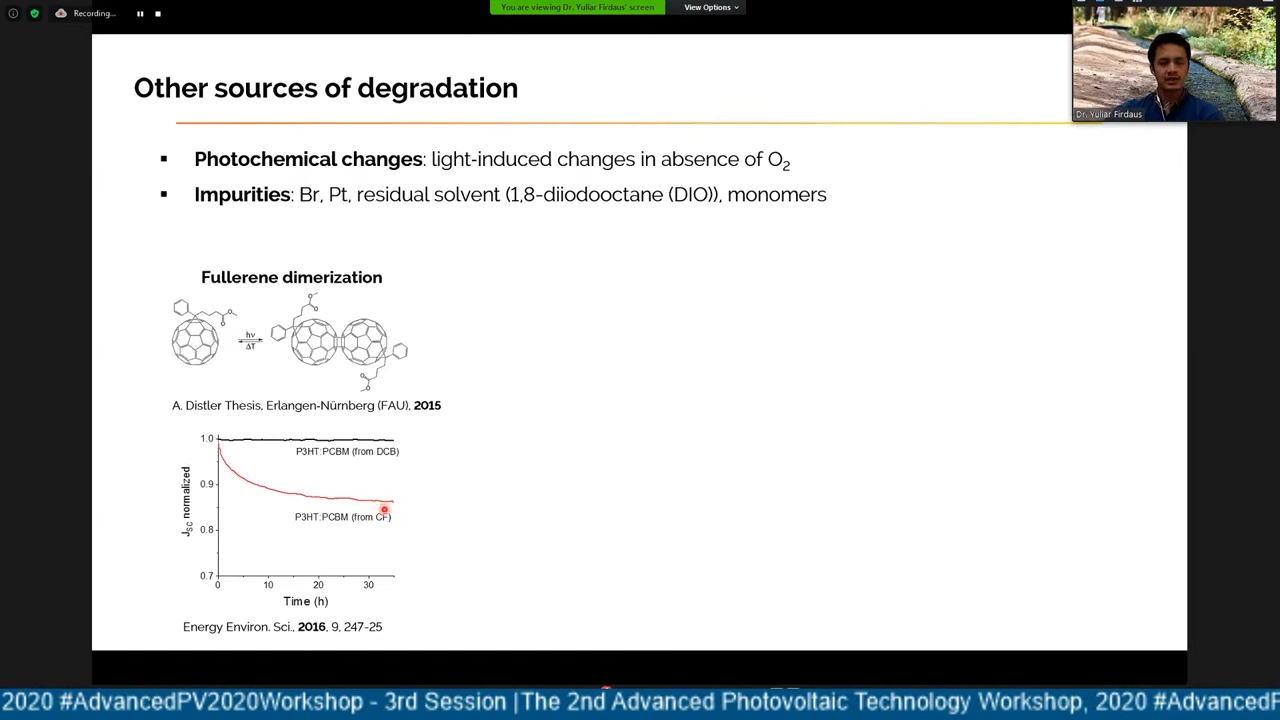 Recording...
You are viewing Dr. Yuliar Firdaus' screen
View Options
Dr. Yuliar Firdaus
Other sources of degradation
▪ Photochemical changes: light-induced changes in absence of O2
▪ Impurities: Br, Pt, residual solvent (1,8-diiodooctane (DIO)), monomers
Fullerene dimerization
O
O
hν
ΔT
O
O
O
O
A. Distler Thesis, Erlangen-Nürnberg (FAU), 2015
1.0
P3HT:PCBM (from DCB)
0.9
JSC normalized
P3HT:PCBM (from CF)
0.8
0.7
0 10 20 30
Time (h)
Energy Environ. Sci., 2016, 9, 247-25
2020 #AdvancedPV2020Workshop - 3rd Session |The 2nd Advanced Photovoltaic Technology Workshop, 2020 #AdvancedP